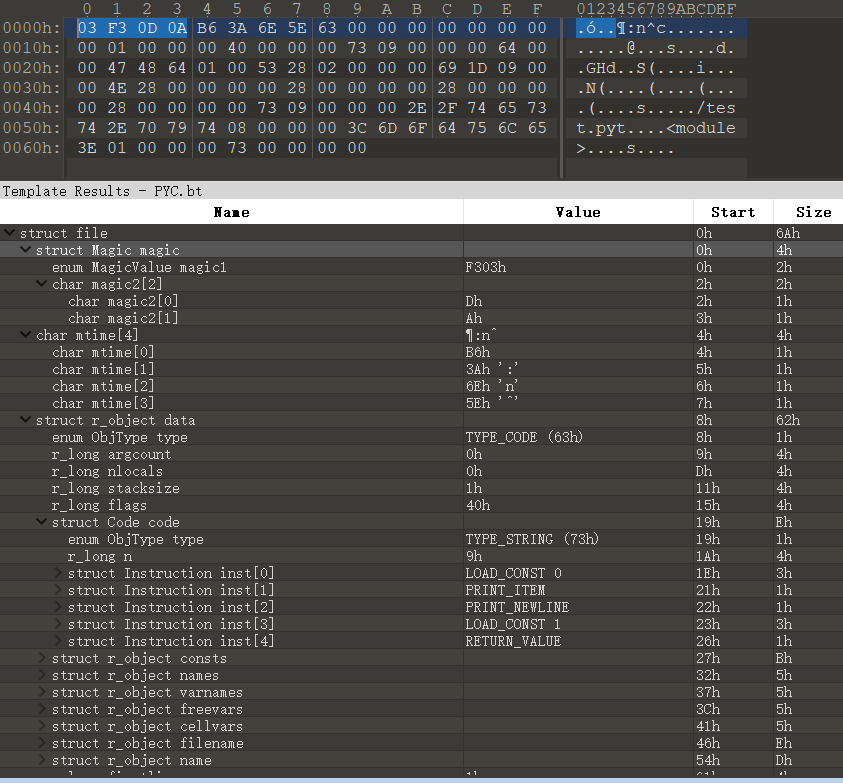 0 1 2 3 4 5 6 7 8 9 A B C D E F 0123456789ABCDEF
0000h: 03 F3 0D 0A B6 3A 6E 5E 63 00 00 00 00 00 00 00 .ó..¶:n^c.......
0010h: 00 01 00 00 00 40 00 00 00 73 09 00 00 00 64 00 .....@...s....d.
0020h: 00 47 48 64 01 00 53 28 02 00 00 00 69 1D 09 00 .GHd..S(....i...
0030h: 00 4E 28 00 00 00 00 28 00 00 00 00 28 00 00 00 .N(....(....(...
0040h: 00 28 00 00 00 00 73 09 00 00 00 2E 2F 74 65 73 .(....s...../tes
0050h: 74 2E 70 79 74 08 00 00 00 3C 6D 6F 64 75 6C 65 t.pyt....<module
0060h: 3E 01 00 00 00 73 00 00 00 00 >....s....
Template Results - PYC.bt
Name Value Start Size
struct file 0h 6Ah
struct Magic magic 0h 4h
enum MagicValue magic1 F303h 0h 2h
char magic2[2] 2h 2h
char magic2[0] Dh 2h 1h
char magic2[1] Ah 3h 1h
char mtime[4] ¶:n^ 4h 4h
char mtime[0] B6h 4h 1h
char mtime[1] 3Ah ':' 5h 1h
char mtime[2] 6Eh 'n' 6h 1h
char mtime[3] 5Eh '^' 7h 1h
struct r_object data 8h 62h
enum ObjType type TYPE_CODE (63h) 8h 1h
r_long argcount 0h 9h 4h
r_long nlocals 0h Dh 4h
r_long stacksize 1h 11h 4h
r_long flags 40h 15h 4h
struct Code code 19h Eh
enum ObjType type TYPE_STRING (73h) 19h 1h
r_long n 9h 1Ah 4h
struct Instruction inst[0] LOAD_CONST 0 1Eh 3h
struct Instruction inst[1] PRINT_ITEM 21h 1h
struct Instruction inst[2] PRINT_NEWLINE 22h 1h
struct Instruction inst[3] LOAD_CONST 1 23h 3h
struct Instruction inst[4] RETURN_VALUE 26h 1h
struct r_object consts 27h Bh
struct r_object names 32h 5h
struct r_object varnames 37h 5h
struct r_object freevars 3Ch 5h
struct r_object cellvars 41h 5h
struct r_object filename 46h Eh
struct r_object name 54h Dh